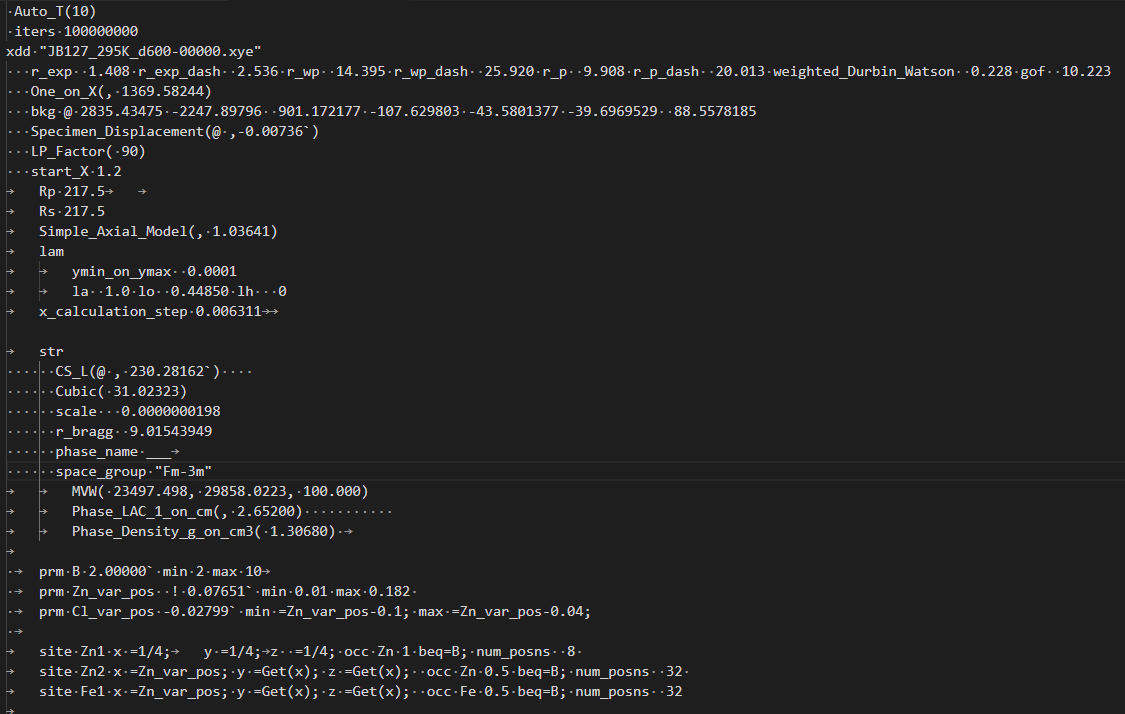 Auto_T(10)
iters 100000000
xdd "JB127_295K_d600-00000.xye"
r_exp 1.408 r_exp_dash 2.536 r_wp 14.395 r_wp_dash 25.920 r_p 9.908 r_p_dash 20.013 weighted_Durbin_Watson 0.228 gof 10.223
One_on_X(, 1369.58244)
bkg @ 2835.43475 -2247.89796 901.172177 -107.629803 -43.5801377 -39.6969529 88.5578185
Specimen_Displacement(@ ,-0.00736`)
LP_Factor( 90)
start_X 1.2
Rp 217.5
Rs 217.5
Simple_Axial_Model(, 1.03641)
lam
ymin_on_ymax 0.0001
la 1.0 lo 0.44850 lh 0
x_calculation_step 0.006311
str
CS_L(@ , 230.28162`)
Cubic( 31.02323)
scale 0.0000000198
r_bragg 9.01543949
phase_name ___
space_group "Fm-3m"
MVW( 23497.498, 29858.0223, 100.000)
Phase_LAC_1_on_cm(, 2.65200)
Phase_Density_g_on_cm3( 1.30680)
prm B 2.00000` min 2 max 10
prm Zn_var_pos ! 0.07651` min 0.01 max 0.182
prm Cl_var_pos -0.02799` min =Zn_var_pos-0.1; max =Zn_var_pos-0.04;
site Zn1 x =1/4; y =1/4; z =1/4; occ Zn 1 beq=B; num_posns 8
site Zn2 x =Zn_var_pos; y =Get(x); z =Get(x); occ Zn 0.5 beq=B; num_posns 32
site Fe1 x =Zn_var_pos; y =Get(x); z =Get(x); occ Fe 0.5 beq=B; num_posns 32